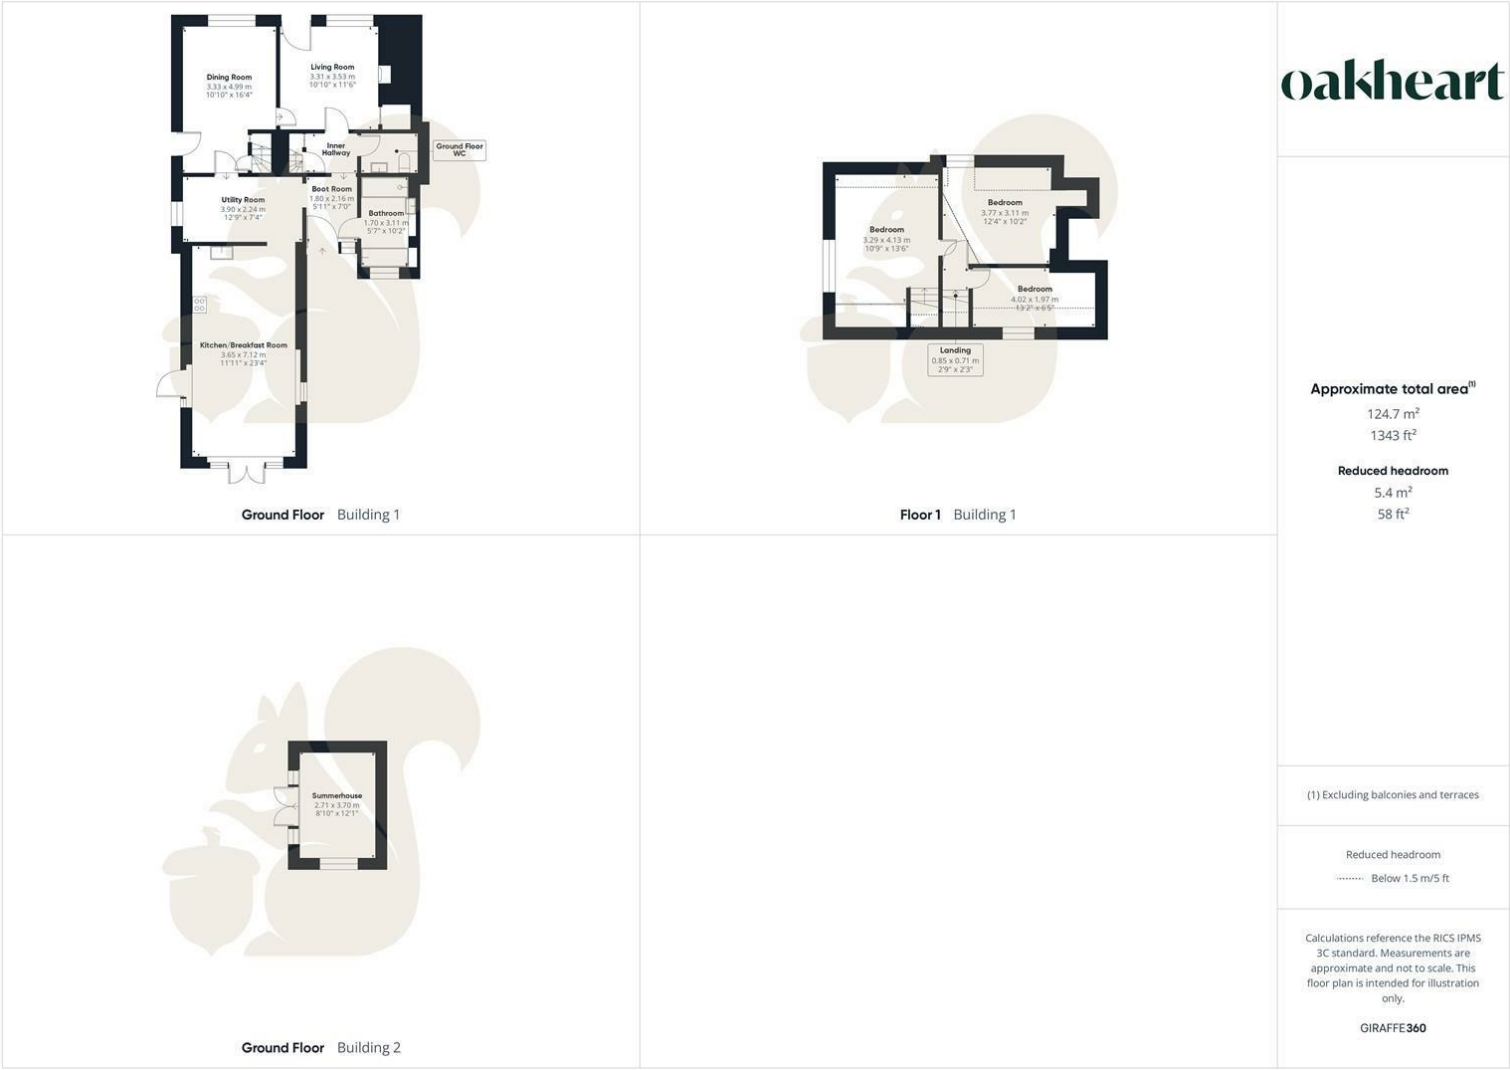 Dining Room
3.33 x 4.99 m
10'10" x 16'4"
Living Room
3.31 x 3.53 m
10'10" x 11'6"
Inner
Hallway
Ground Floor
WC
Utility Room
3.90 x 2.24 m
12'9" x 7'4"
Boot Room
1.80 x 2.16 m
5'11" x 7'0"
Bathroom
1.70 x 3.11 m
5'7" x 10'2"
Kitchen/Breakfast Room
3.65 x 7.12 m
11'11" x 23'4"
Ground Floor Building 1
Bedroom
3.29 x 4.13 m
10'9" x 13'6"
Bedroom
3.77 x 3.11 m
12'4" x 10'2"
Bedroom
4.02 x 1.97 m
13'2" x 6'5"
Landing
0.85 x 0.71 m
2'9" x 2'3"
Floor 1 Building 1
Summerhouse
2.71 x 3.70 m
8'10" x 12'1"
Ground Floor Building 2
oakheart
Approximate total area(1)
124.7 m²
1343 ft²
Reduced headroom
5.4 m²
58 ft²
(1) Excluding balconies and terraces
Reduced headroom
Below 1.5 m/5 ft
Calculations reference the RICS IPMS
3C standard. Measurements are
approximate and not to scale. This
floor plan is intended for illustration
only.
GIRAFFE360